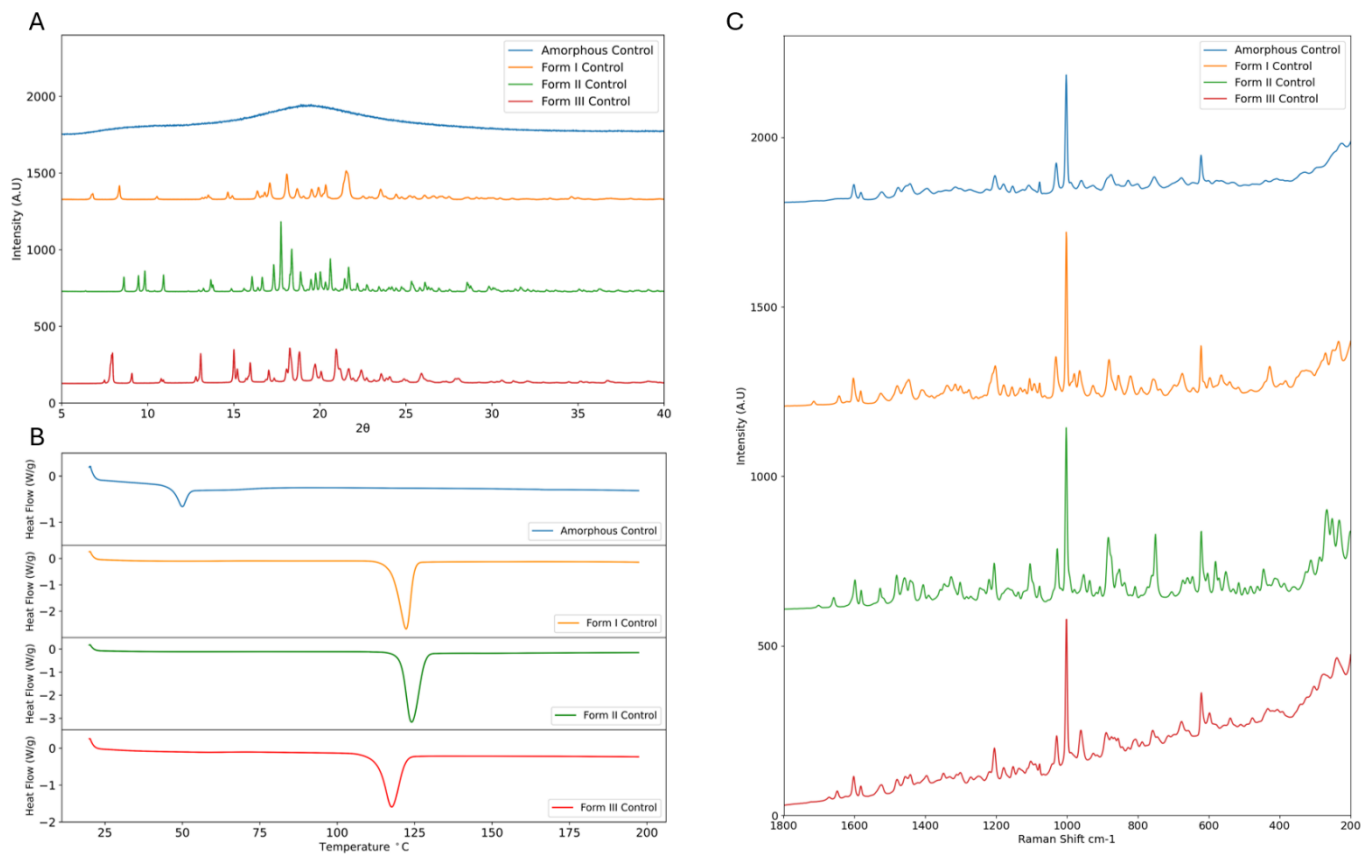 A
Amorphous Control
Form I Control
Form II Control
Form III Control
2000
1500
1000
500
0
Intensity (A.U)
5 10 15 20 25 30 35 40
2θ
B
Heat Flow (W/g)
0
−1
Amorphous Control
Heat Flow (W/g)
0
−1
−2
Form I Control
Heat Flow (W/g)
0
−1
−2
−3
Form II Control
Heat Flow (W/g)
0
−1
−2
Form III Control
25 50 75 100 125 150 175 200
Temperature °C
C
Amorphous Control
Form I Control
Form II Control
Form III Control
2000
1500
1000
500
0
Intensity (A.U)
1800 1600 1400 1200 1000 800 600 400 200
Raman Shift cm-1